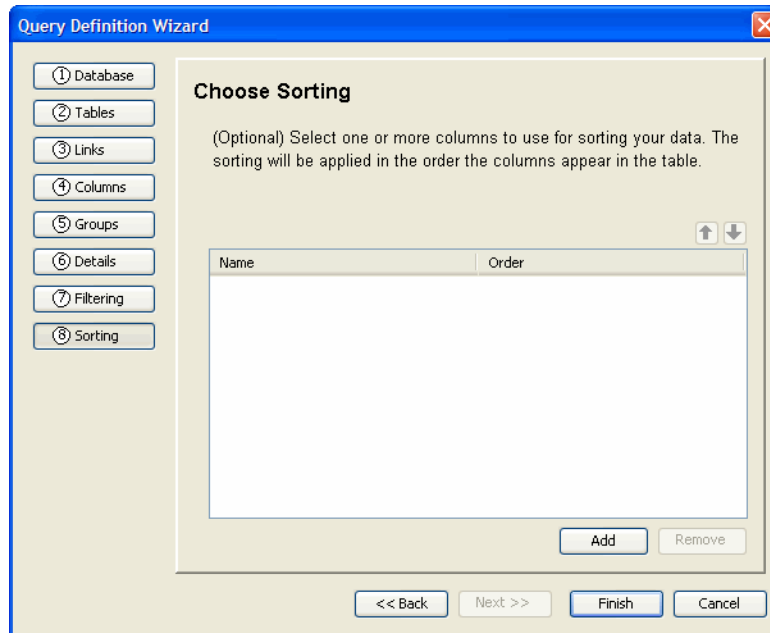 Query Definition Wizard
① Database
② Tables
③ Links
④ Columns
⑤ Groups
⑥ Details
⑦ Filtering
⑧ Sorting
Choose Sorting
(Optional) Select one or more columns to use for sorting your data. The
sorting will be applied in the order the columns appear in the table.
Name Order
Add Remove
<< Back Next >> Finish Cancel